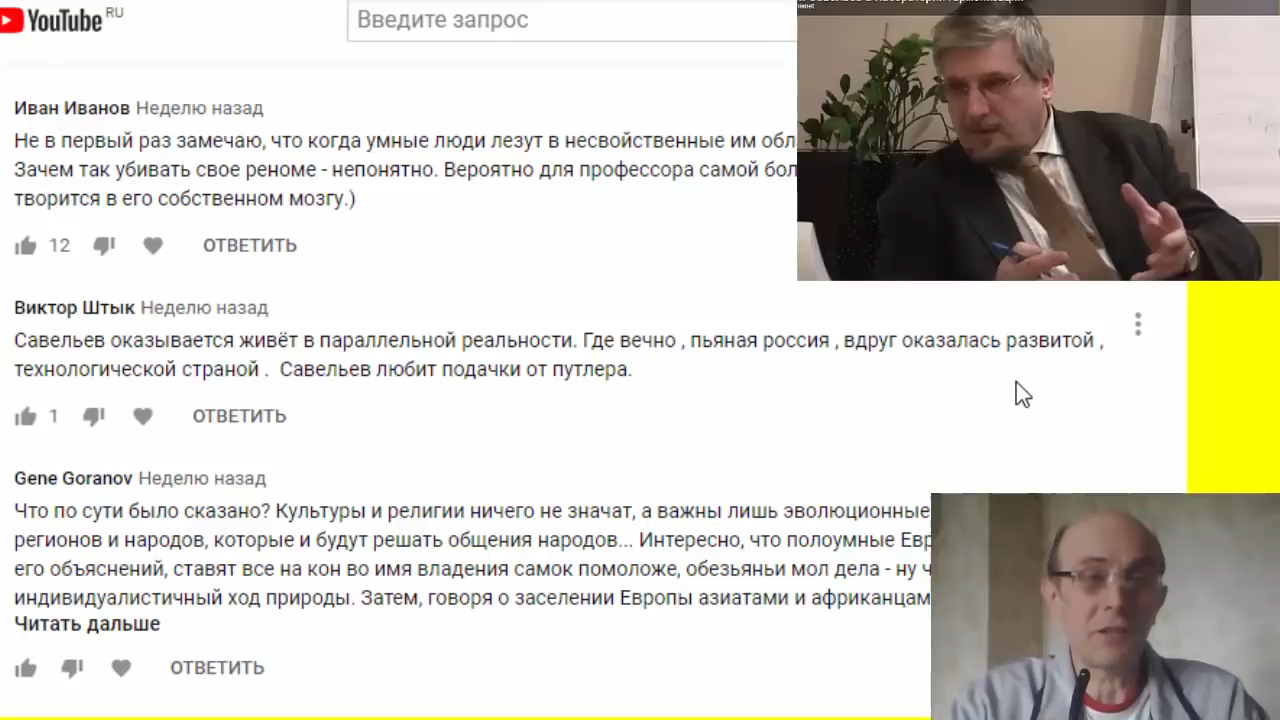 YouTube RU
Введите запрос
Иван Иванов Неделю назад
Не в первый раз замечаю, что когда умные люди лезут в несвойственные им обл
Зачем так убивать свое реноме - непонятно. Вероятно для профессора самой бол
творится в его собственном мозгу.)
12 ОТВЕТИТЬ
Виктор Штык Неделю назад
Савельев оказывается живёт в параллельной реальности. Где вечно , пьяная россия , вдруг оказалась развитой ,
технологической страной . Савельев любит подачки от путлера.
1 ОТВЕТИТЬ
Gene Goranov Неделю назад
Что по сути было сказано? Культуры и религии ничего не значат, а важны лишь эволюционные
регионов и народов, которые и будут решать общения народов... Интересно, что полоумные Евр
его объяснений, ставят все на кон во имя владения самок помоложе, обезьяньи мол дела - ну ч
индивидуалистичный ход природы. Затем, говоря о заселении Европы азиатами и африканцам
Читать дальше
ОТВЕТИТЬ